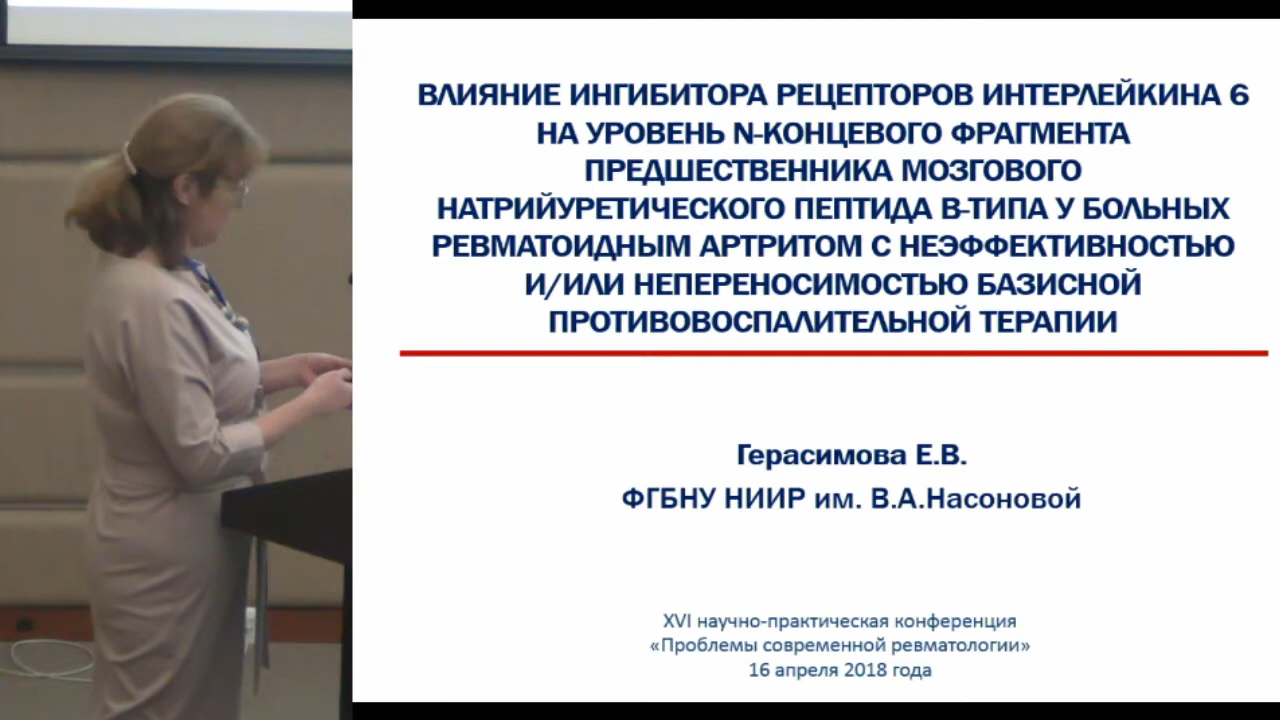 ВЛИЯНИЕ ИНГИБИТОРА РЕЦЕПТОРОВ ИНТЕРЛЕЙКИНА 6
НА УРОВЕНЬ N-КОНЦЕВОГО ФРАГМЕНТА
ПРЕДШЕСТВЕННИКА МОЗГОВОГО
НАТРИЙУРЕТИЧЕСКОГО ПЕПТИДА В-ТИПА У БОЛЬНЫХ
РЕВМАТОИДНЫМ АРТРИТОМ С НЕЭФФЕКТИВНОСТЬЮ
И/ИЛИ НЕПЕРЕНОСИМОСТЬЮ БАЗИСНОЙ
ПРОТИВОВОСПАЛИТЕЛЬНОЙ ТЕРАПИИ
Герасимова Е.В.
ФГБНУ НИИР им. В.А.Насоновой
XVI научно-практическая конференция
«Проблемы современной ревматологии»
16 апреля 2018 года